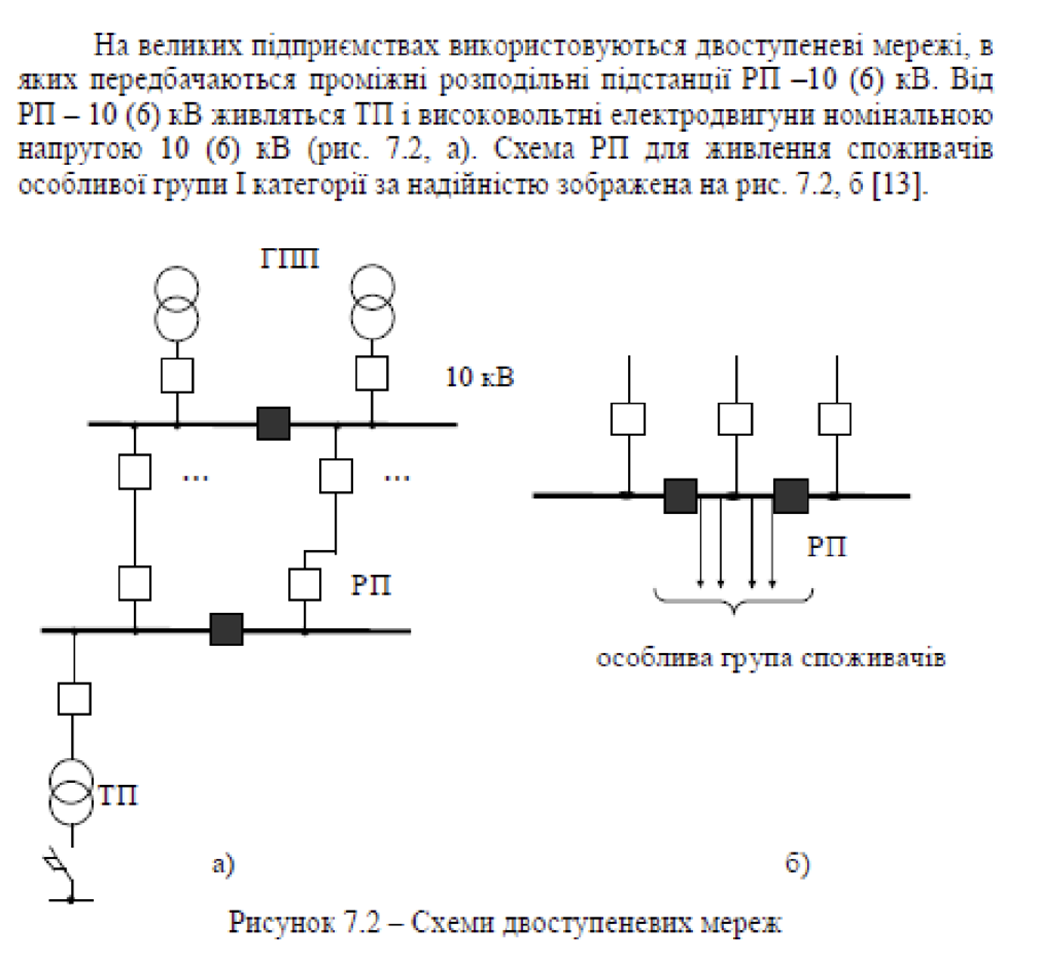 На великих підприємствах використовуються двоступеневі мережі, в
яких передбачаються проміжні розподільні підстанції РП –10 (6) кВ. Від
РП – 10 (6) кВ живляться ТП і високовольтні електродвигуни номінальною
напругою 10 (6) кВ (рис. 7.2, а). Схема РП для живлення споживачів
особливої групи І категорії за надійністю зображена на рис. 7.2, б [13].
ГПП
10 кВ
...
...
РП
РП
особлива група споживачів
ТП
а)
б)
Рисунок 7.2 – Схеми двоступеневих мереж